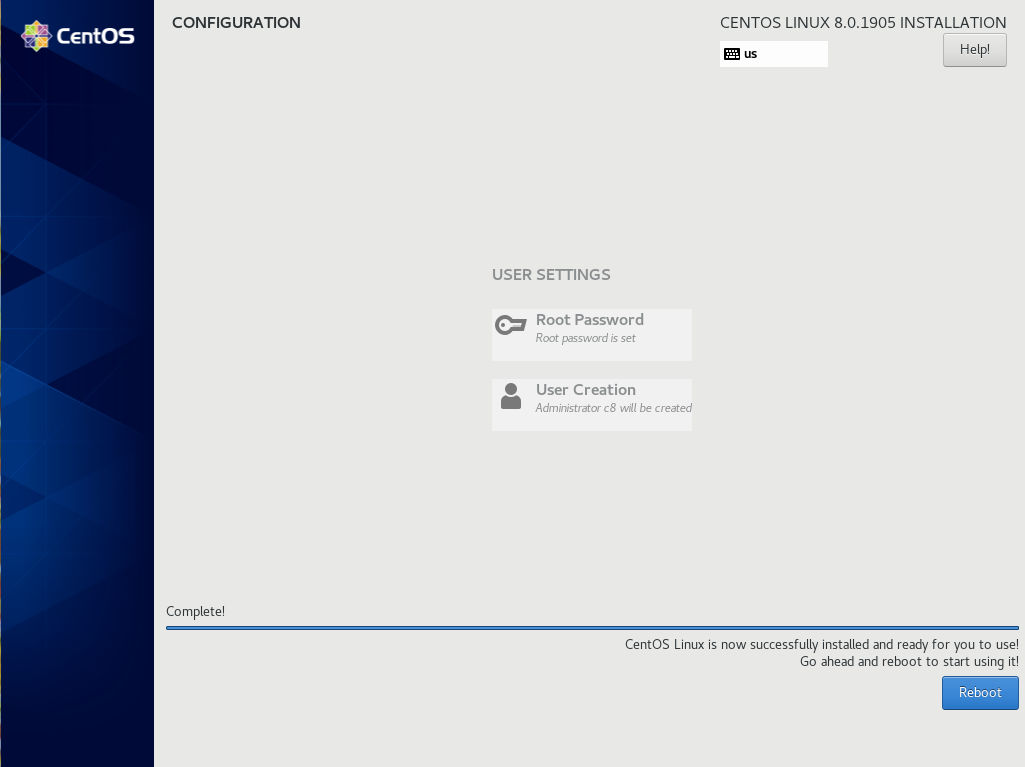 CentOS
CONFIGURATION
CENTOS LINUX 8.0.1905 INSTALLATION
us
Help!
USER SETTINGS
Root Password
Root password is set
User Creation
Administrator c8 will be created
Complete!
CentOS Linux is now successfully installed and ready for you to use!
Go ahead and reboot to start using it!
Reboot